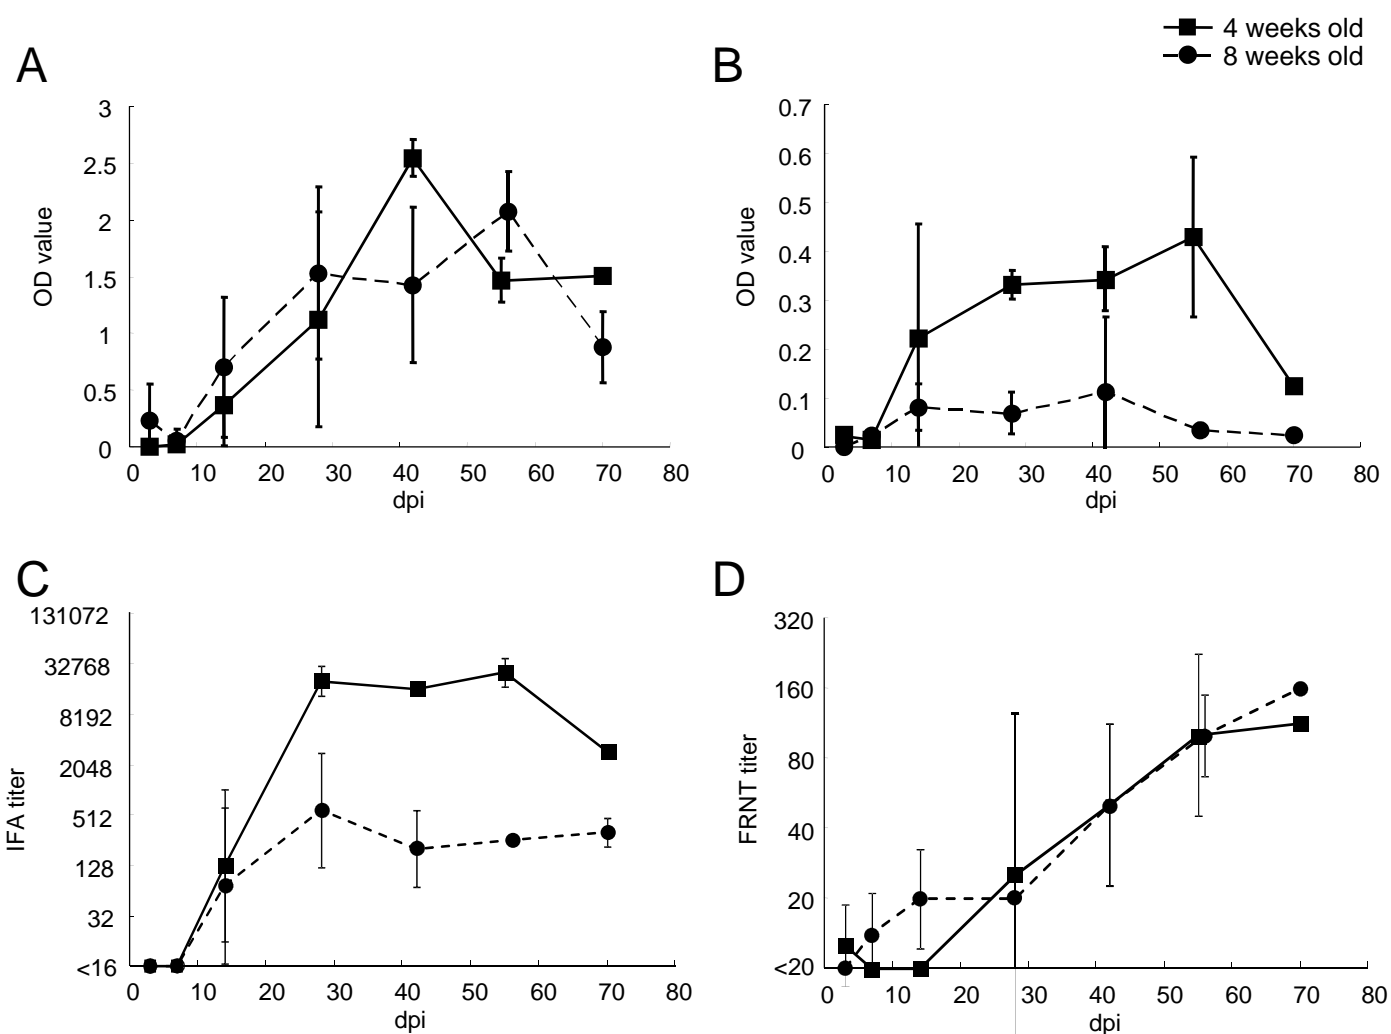 4 weeks old
8 weeks old
A
B
3
2.5
2
1.5
1
0.5
0
OD value
0 10 20 30 40 50 60 70 80
dpi
0.7
0.6
0.5
0.4
0.3
0.2
0.1
0
OD value
0 10 20 30 40 50 60 70 80
dpi
C
D
131072
32768
8192
2048
512
128
32
<16
IFA titer
0 10 20 30 40 50 60 70 80
dpi
320
160
80
40
20
<20
FRNT titer
0 10 20 30 40 50 60 70 80
dpi